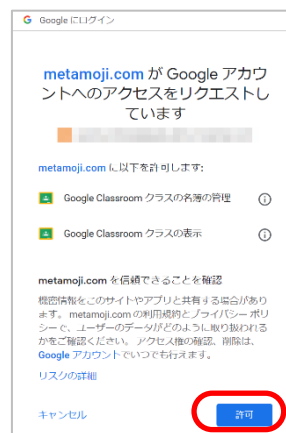 Google にログイン
metamoji.com が Google アカウ
ントへのアクセスをリクエストし
ています
metamoji.com に以下を許可します:
Google Classroom クラスの名簿の管理
Google Classroom クラスの表示
metamoji.com を信頼できることを確認
機密情報をこのサイトやアプリと共有する場合があり
ます。 metamoji.com の利用規約とプライバシー ポリ
シーで、ユーザーのデータがどのように取り扱われる
かをご確認ください。 アクセス権の確認、削除は、
Google アカウントでいつでも行えます。
リスクの詳細
キャンセル
許可